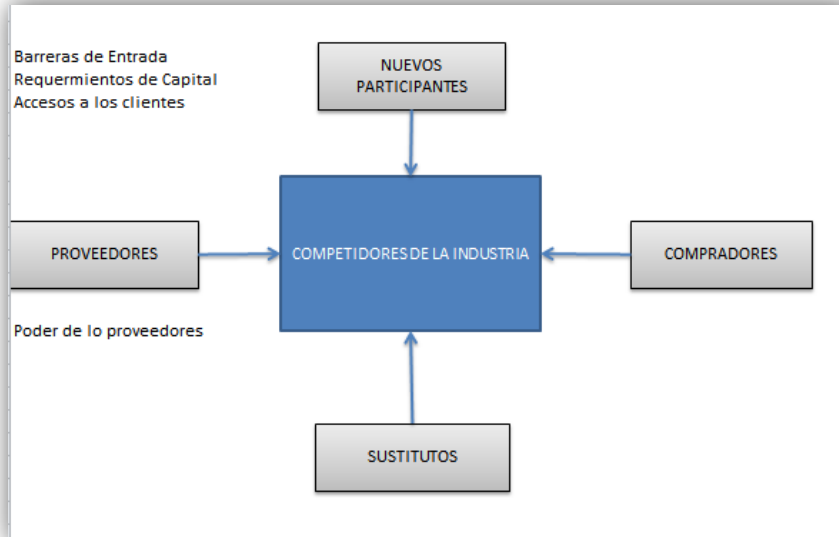 Barreras de Entrada
Requermientos de Capital
Accesos a los clientes
NUEVOS
PARTICIPANTES
PROVEEDORES
COMPETIDORES DE LA INDUSTRIA
COMPRADORES
Poder de lo proveedores
SUSTITUTOS